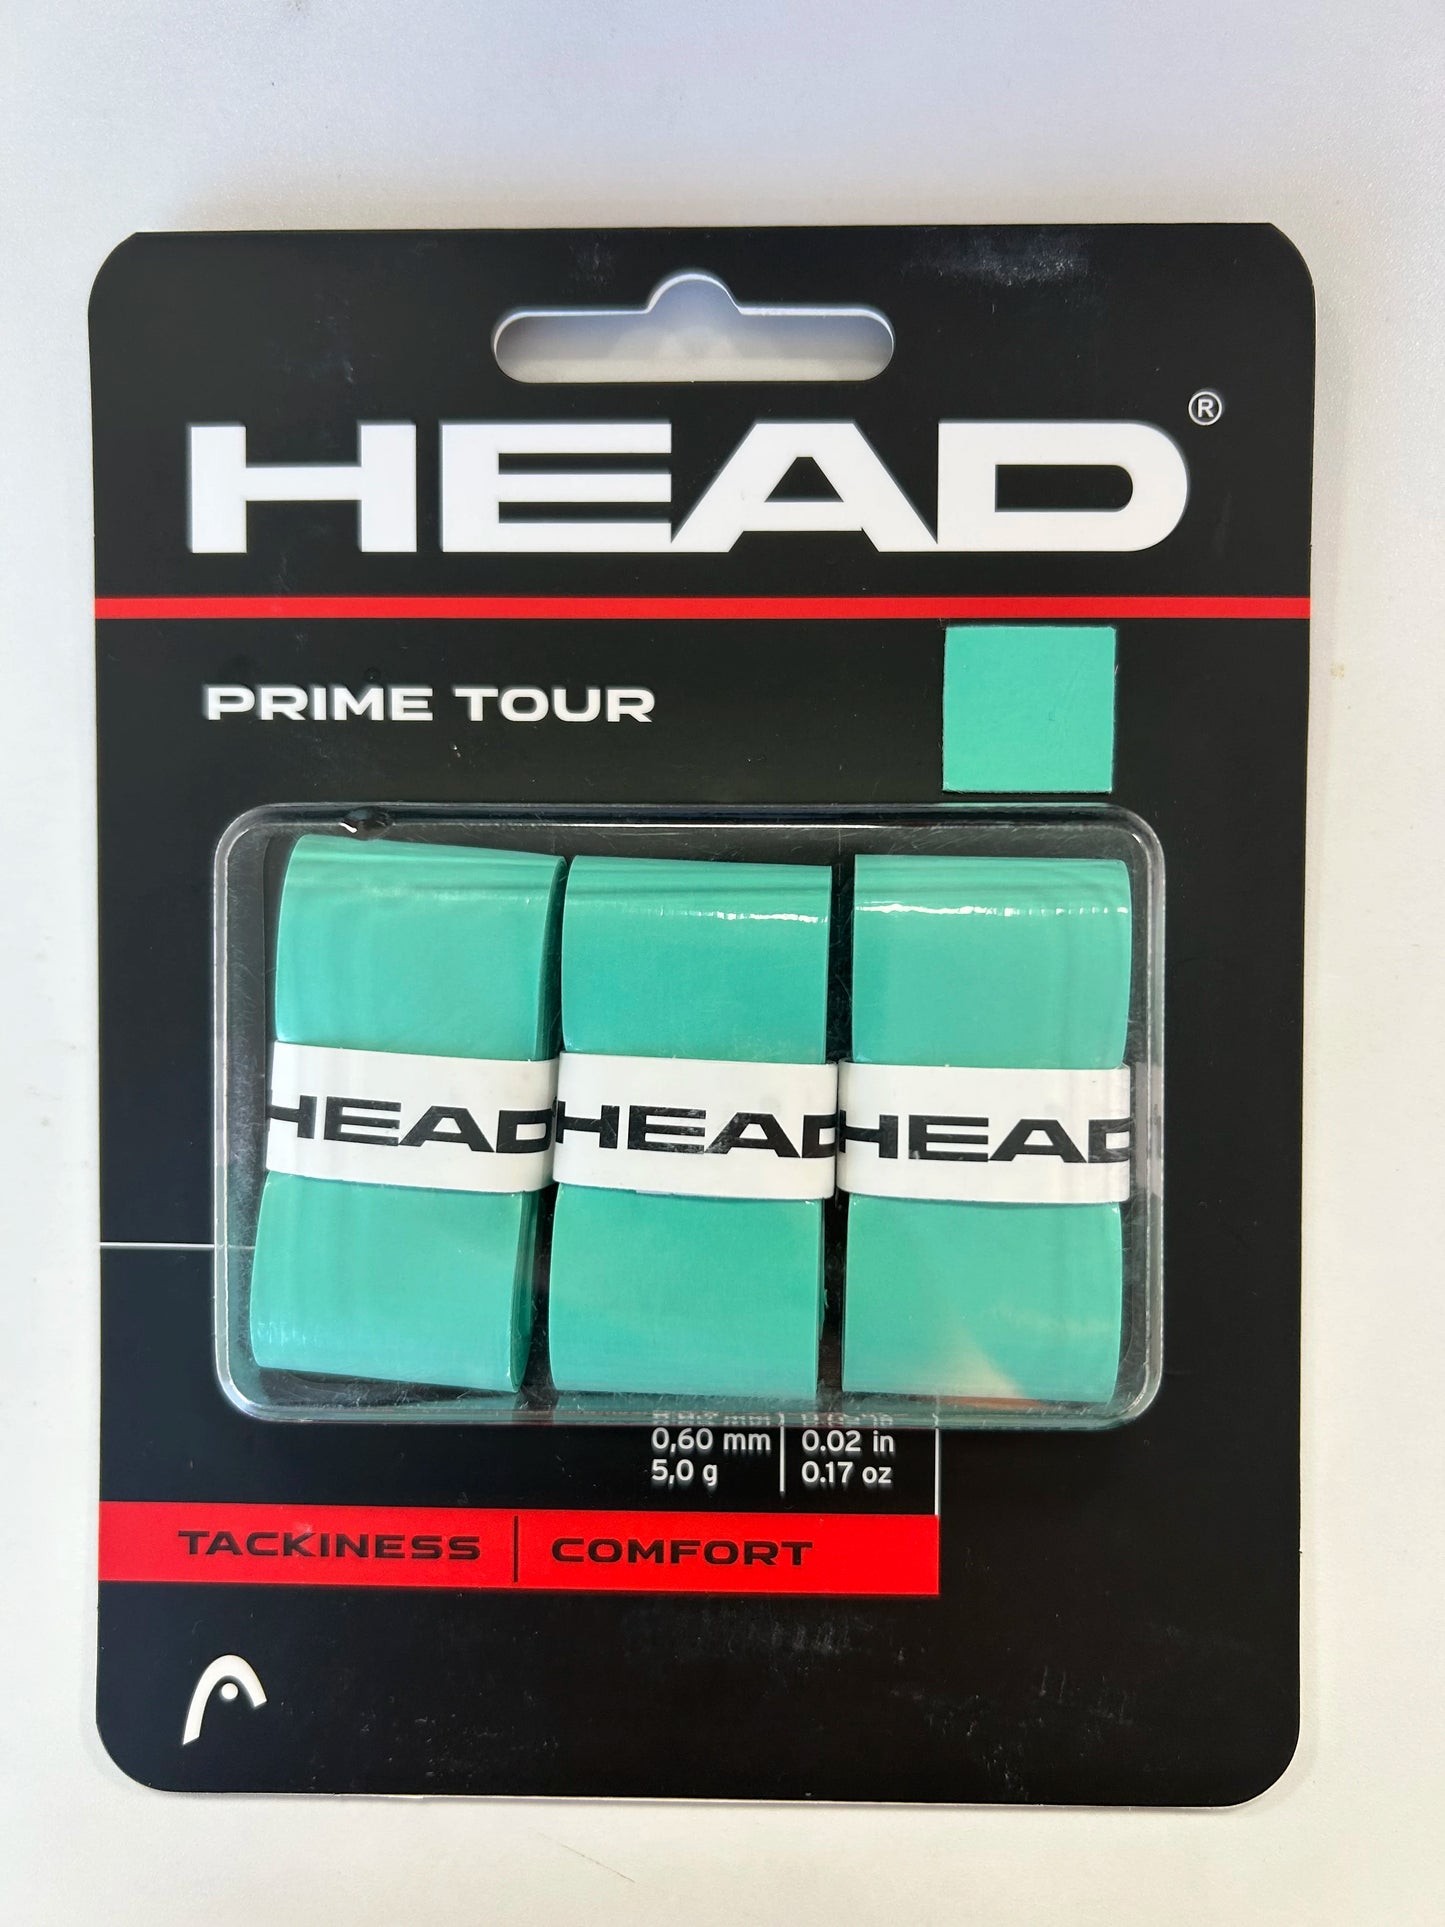 HEAD®
PRIME TOUR
HEAD
HEAD
HEAD
0,60 mm | 0.02 in
5,0 g | 0.17 oz
TACKINESS | COMFORT